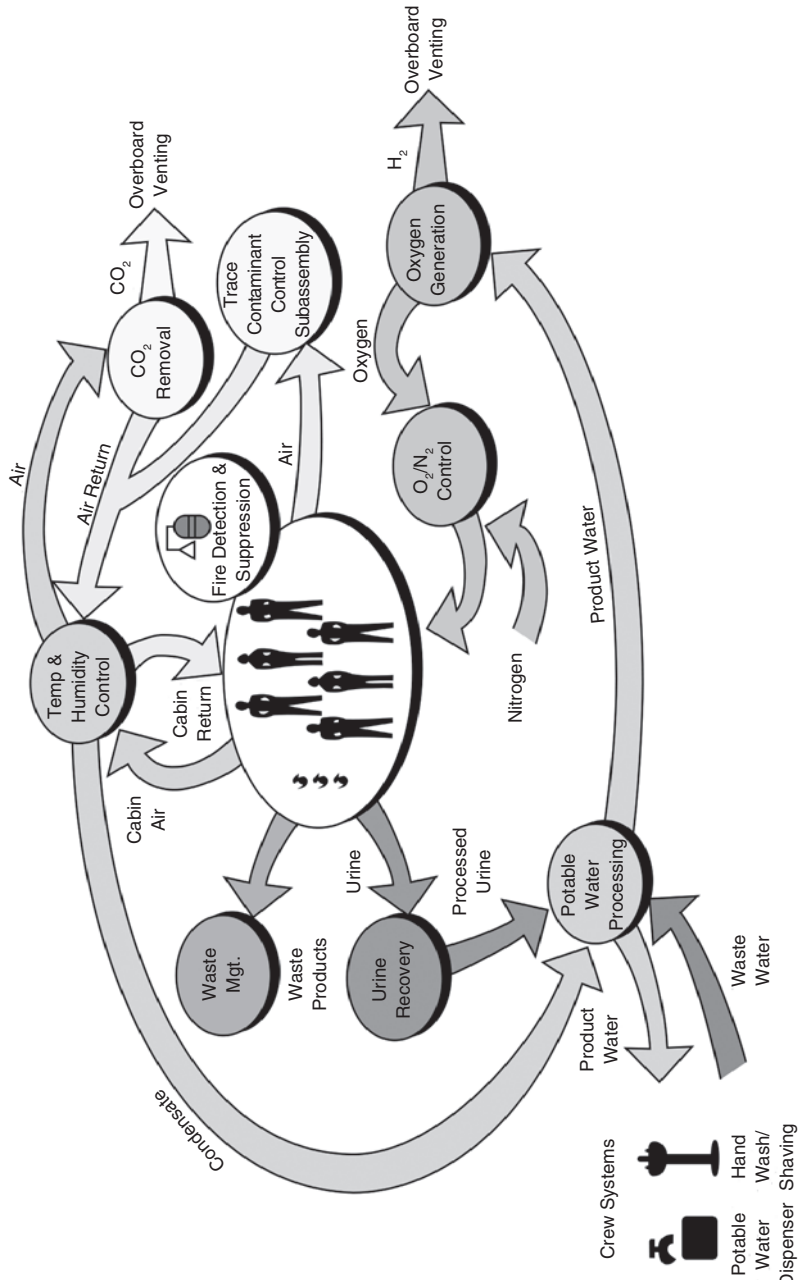 Overboard
Venting
CO2
CO2
Removal
Trace
Contaminant
Control
Subassembly
Overboard
Venting
H2
Oxygen
Generation
Oxygen
O2/N2
Control
Air
Air Return
Air
Fire Detection &
Suppression
Temp &
Humidity
Control
Cabin
Return
Cabin
Air
Nitrogen
Product Water
Condensate
Waste
Mgt.
Waste
Products
Urine
Urine
Recovery
Processed
Urine
Potable
Water
Processing
Product
Water
Waste
Water
Crew Systems
Potable
Water
Dispenser
Hand
Wash/
Shaving